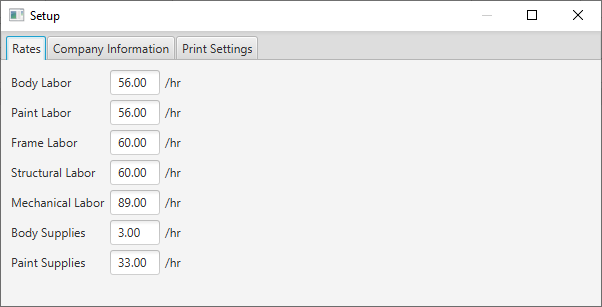 Setup
Rates Company Information Print Settings
Body Labor 56.00 /hr
Paint Labor 56.00 /hr
Frame Labor 60.00 /hr
Structural Labor 60.00 /hr
Mechanical Labor 89.00 /hr
Body Supplies 3.00 /hr
Paint Supplies 33.00 /hr